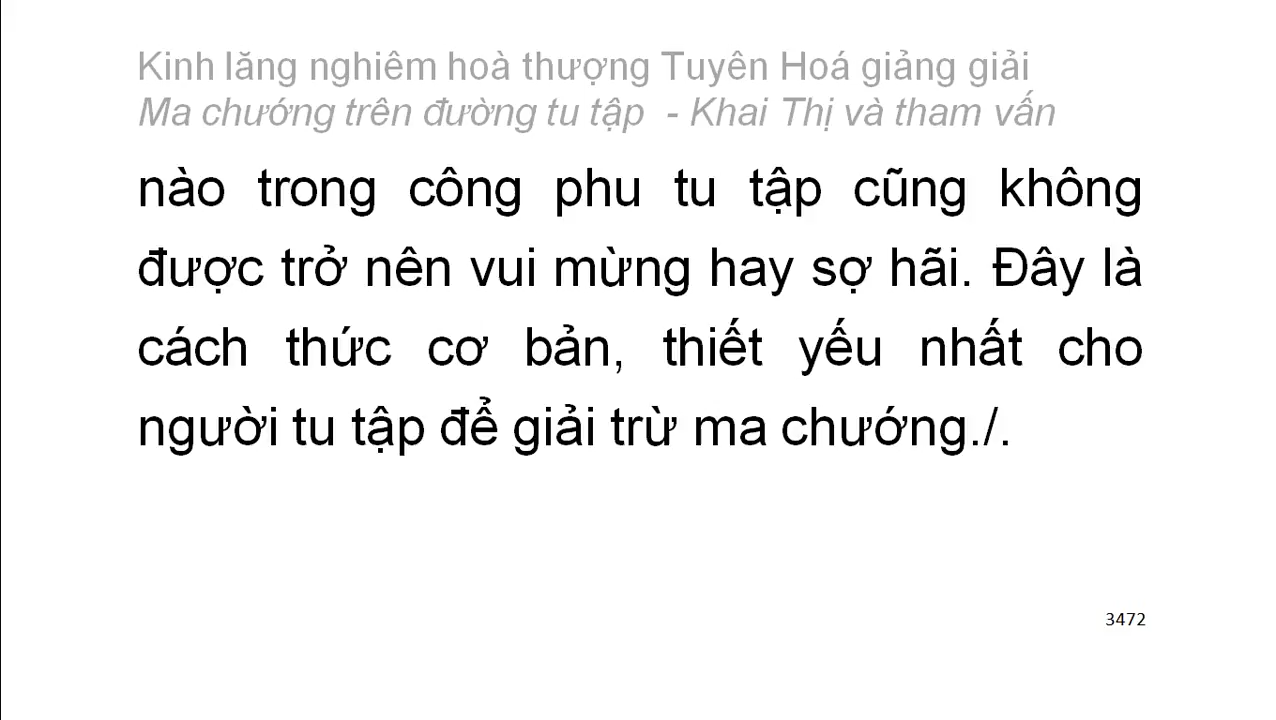 Kinh lăng nghiêm hoà thượng Tuyên Hoá giảng giải
Ma chướng trên đường tu tập  - Khai Thị và tham vấn
nào trong công phu tu tập cũng không
được trở nên vui mừng hay sợ hãi. Đây là
cách thức cơ bản, thiết yếu nhất cho
người tu tập để giải trừ ma chướng./.
3472